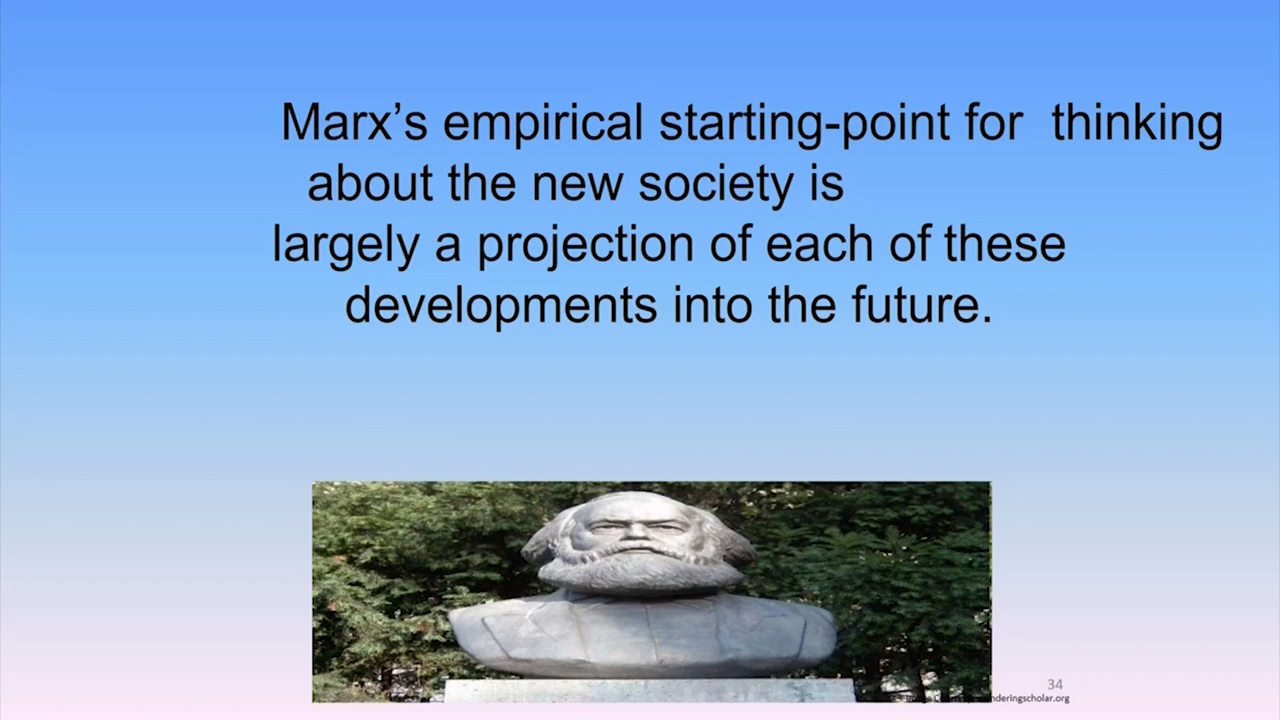 Marx’s empirical starting-point for thinking
about the new society is
largely a projection of each of these
developments into the future.
34